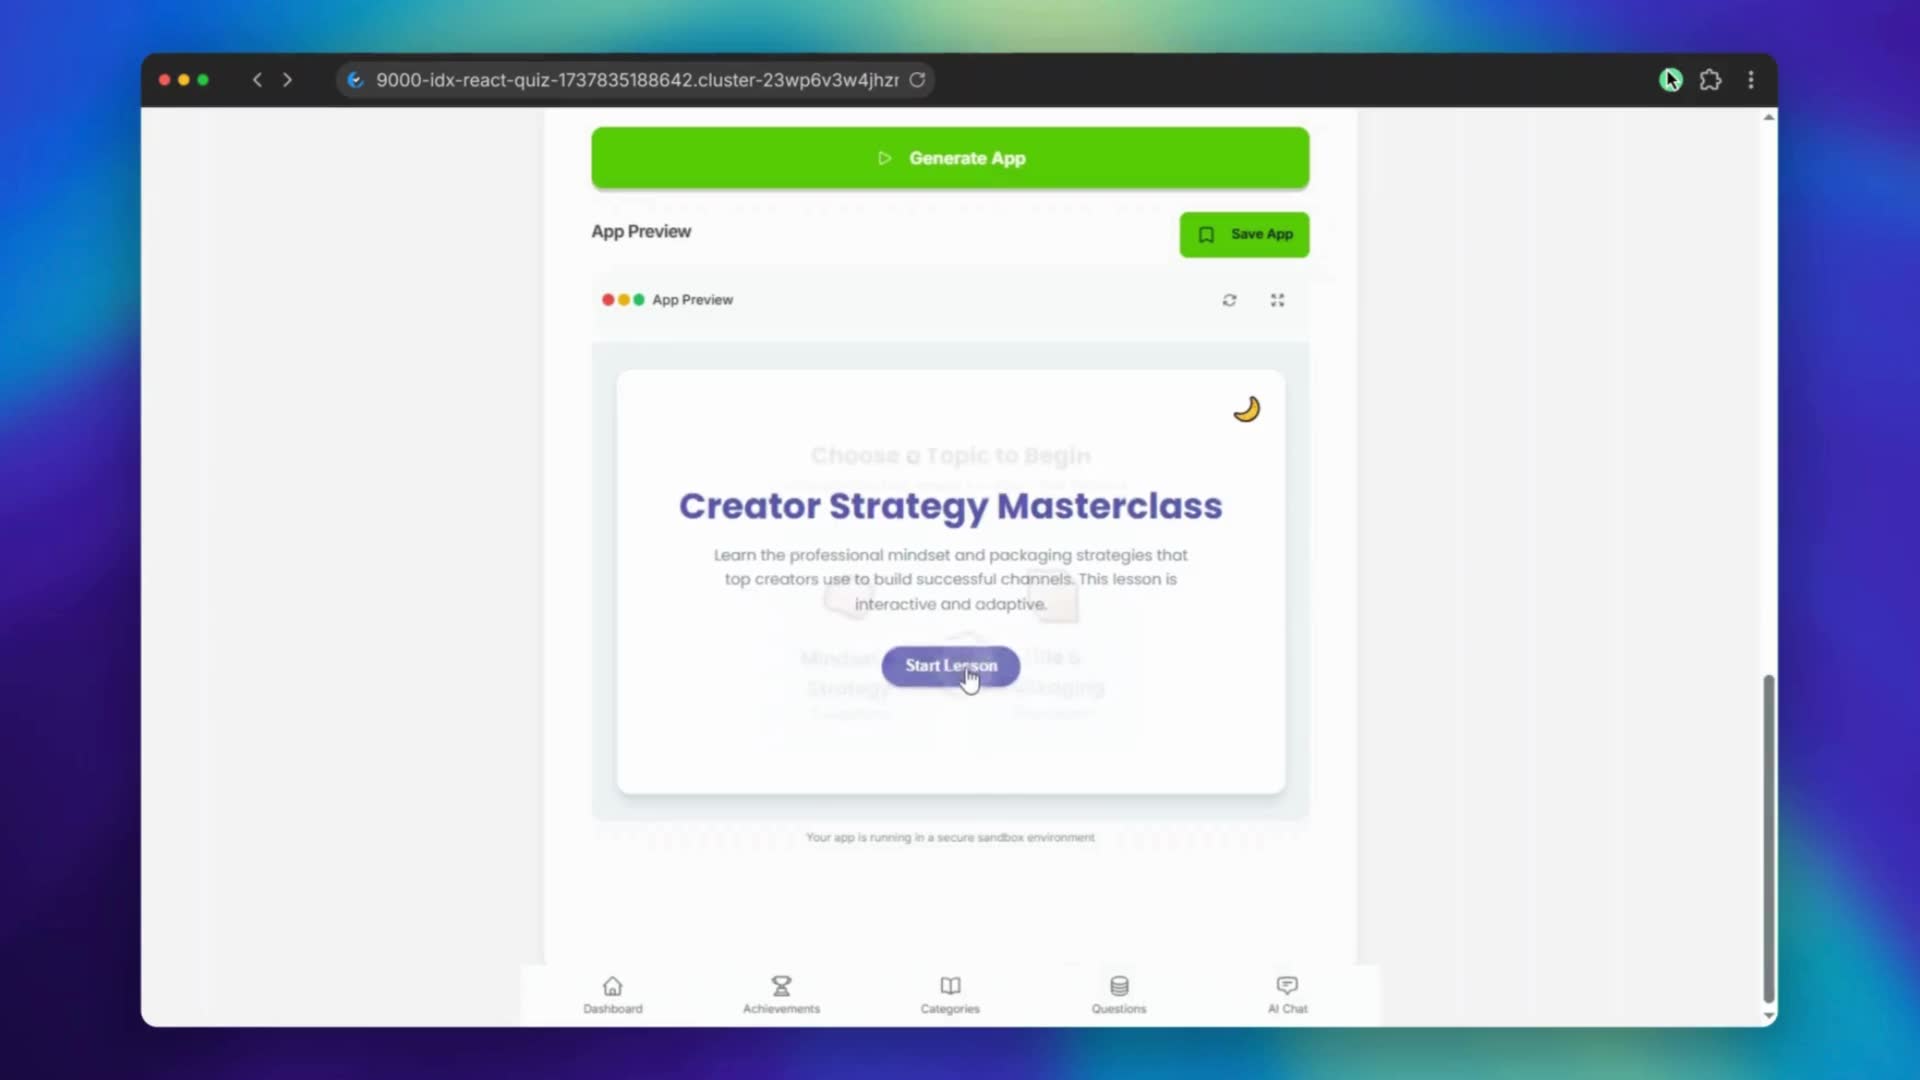 9000-idx-react-quiz-1737835188642.cluster-23wp6v3w4jhzr
Generate App
App Preview
Save App
App Preview
Choose a Topic to Begin
Creator Strategy Masterclass
Learn the professional mindset and packaging strategies that
top creators use to build successful channels. This lesson is
interactive and adaptive.
Start Lesson
Mindset
Title &
Strategy
Your app is running in a secure sandbox environment
Dashboard
Achievements
Categories
Questions
AI Chat